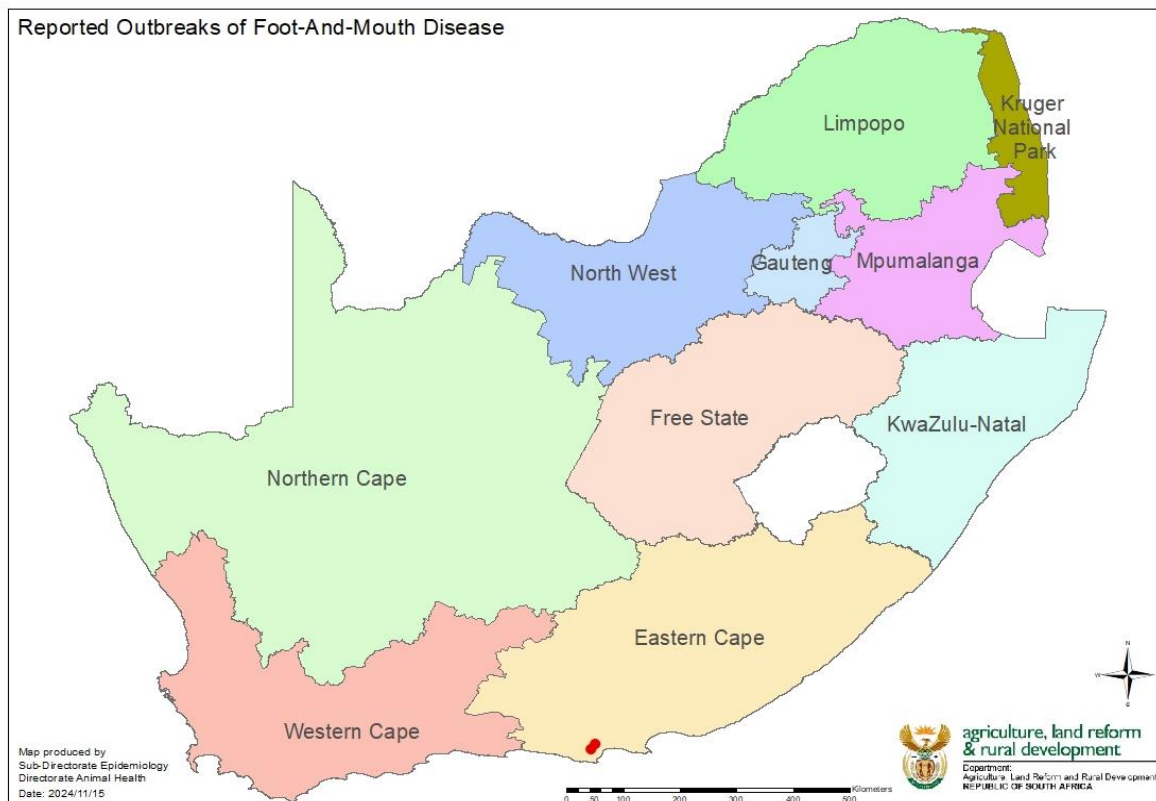 Reported Outbreaks of Foot-And-Mouth Disease
Limpopo
Kruger
National
Park
North West
Gauteng
Mpumalanga
Free State
KwaZulu-Natal
Northern Cape
Eastern Cape
Western Cape
N
W
S
Map produced by
Sub-Directorate Epidemiology
Directorate Animal Health
Date: 2024/11/15
Kilometers
0 50 100 200 300 400 500
agriculture, land reform
& rural development
Department:
Agriculture, Land Reform and Rural Development
REPUBLIC OF SOUTH AFRICA